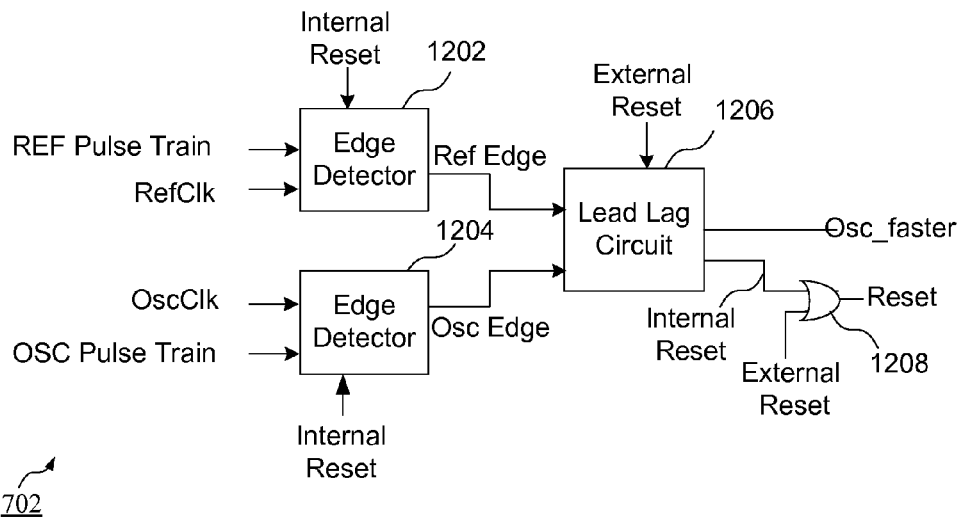 Internal
Reset
1202
REF Pulse Train
RefClk
Edge
Detector
Ref Edge
External
Reset
1206
Lead Lag
Circuit
Osc_faster
1204
OscClk
OSC Pulse Train
Edge
Detector
Osc Edge
Internal
Reset
Internal
Reset
Reset
External
Reset
1208
702